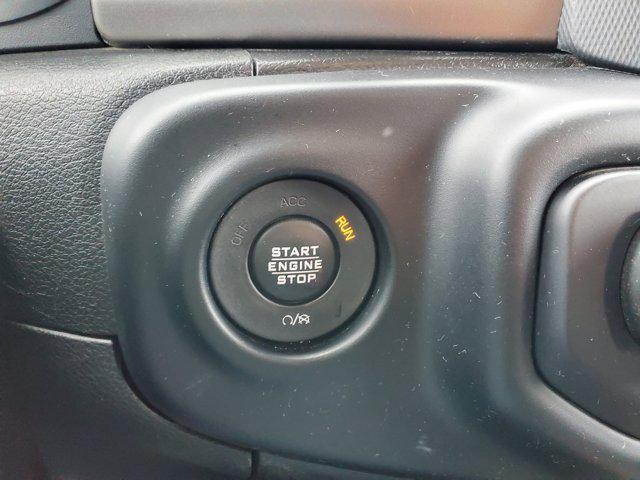 ACC
OFF
RUN
START
ENGINE
STOP